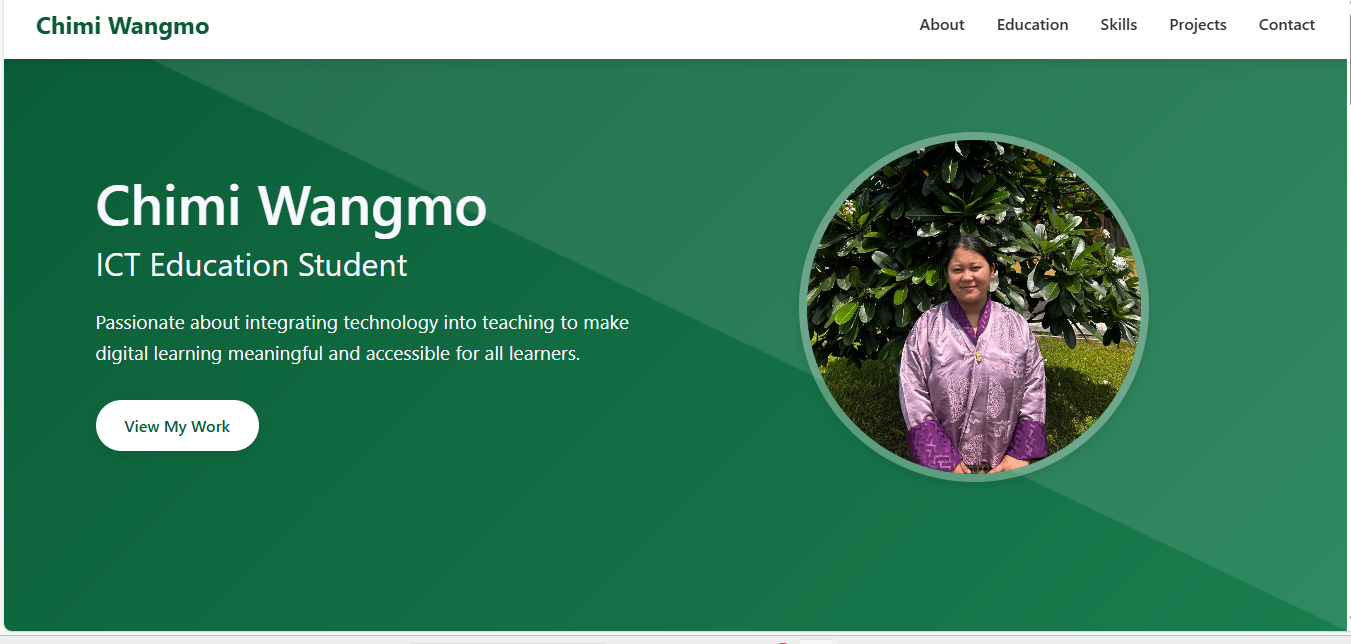 Chimi Wangmo
About Education Skills Projects Contact
Chimi Wangmo
ICT Education Student
Passionate about integrating technology into teaching to make
digital learning meaningful and accessible for all learners.
View My Work